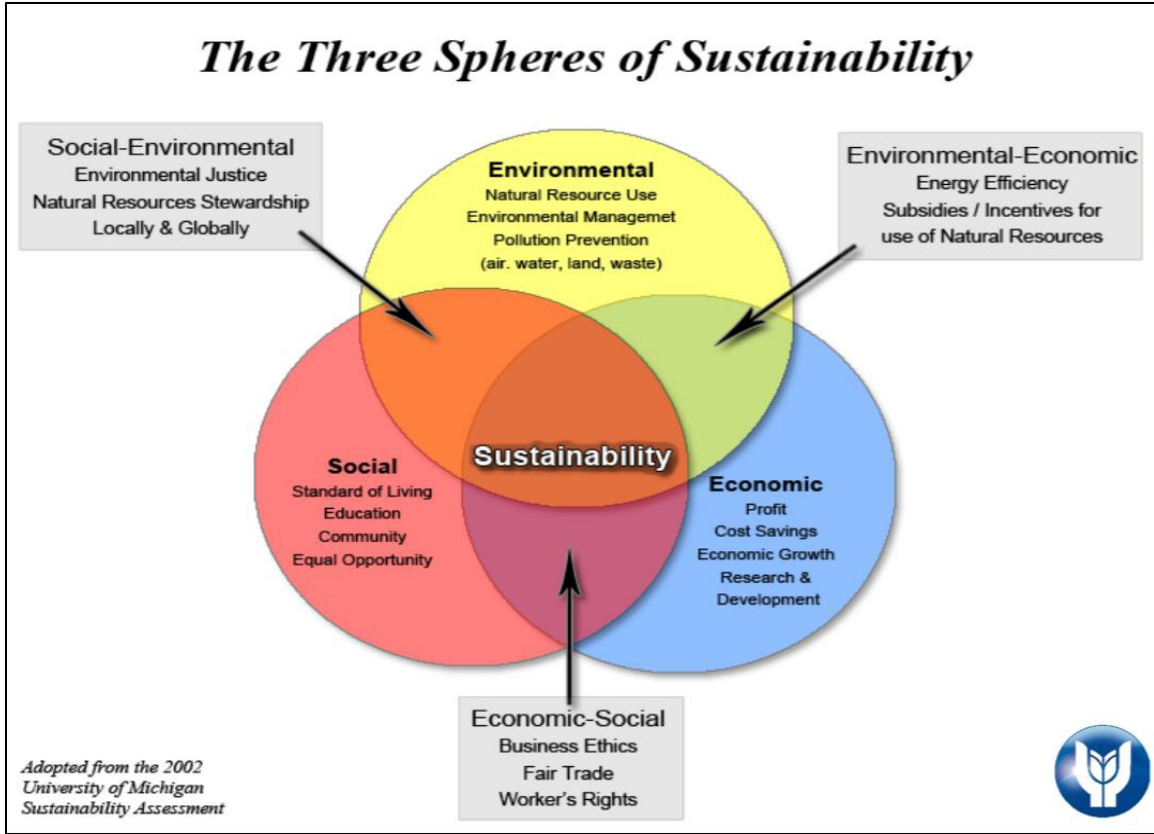 The Three Spheres of Sustainability
Social-Environmental
Environmental Justice
Natural Resources Stewardship
Locally & Globally
Environmental
Natural Resource Use
Environmental Managemet
Pollution Prevention
(air. water, land, waste)
Environmental-Economic
Energy Efficiency
Subsidies / Incentives for
use of Natural Resources
Sustainability
Social
Standard of Living
Education
Community
Equal Opportunity
Economic
Profit
Cost Savings
Economic Growth
Research &
Development
Economic-Social
Business Ethics
Fair Trade
Worker's Rights
Adopted from the 2002
University of Michigan
Sustainability Assessment